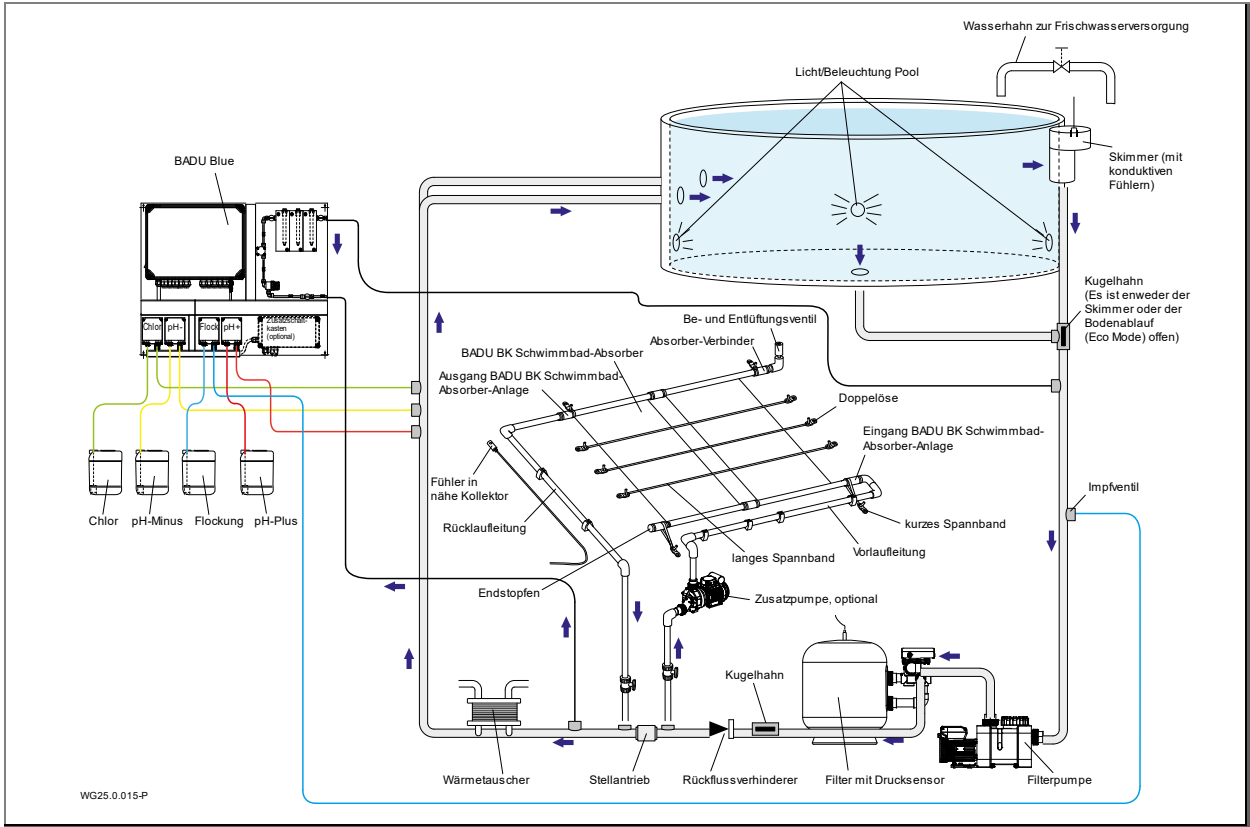 Wasserhahn zur Frischwasserversorgung
Licht/Beleuchtung Pool
BADU Blue
Skimmer (mit
konduktiven
Fühlern)
Kugelhahn
(Es ist enweder der
Skimmer oder der
Bodenablauf
(Eco Mode) offen)
Chlor
pH-
Flock
pH+
Zusatzschalt-
kasten
(optional)
Be- und Entlüftungsventil
Absorber-Verbinder
BADU BK Schwimmbad-Absorber
Ausgang BADU BK Schwimmbad-
Absorber-Anlage
Doppelöse
Eingang BADU BK Schwimmbad-
Absorber-Anlage
Fühler in
nähe Kollektor
Rücklaufleitung
Impfventil
kurzes Spannband
Vorlaufleitung
langes Spannband
Endstopfen
Chlor
pH-Minus
Flockung
pH-Plus
Zusatzpumpe, optional
Kugelhahn
Wärmetauscher
Stellantrieb
Rückflussverhinderer
Filter mit Drucksensor
Filterpumpe
WG25.0.015-P